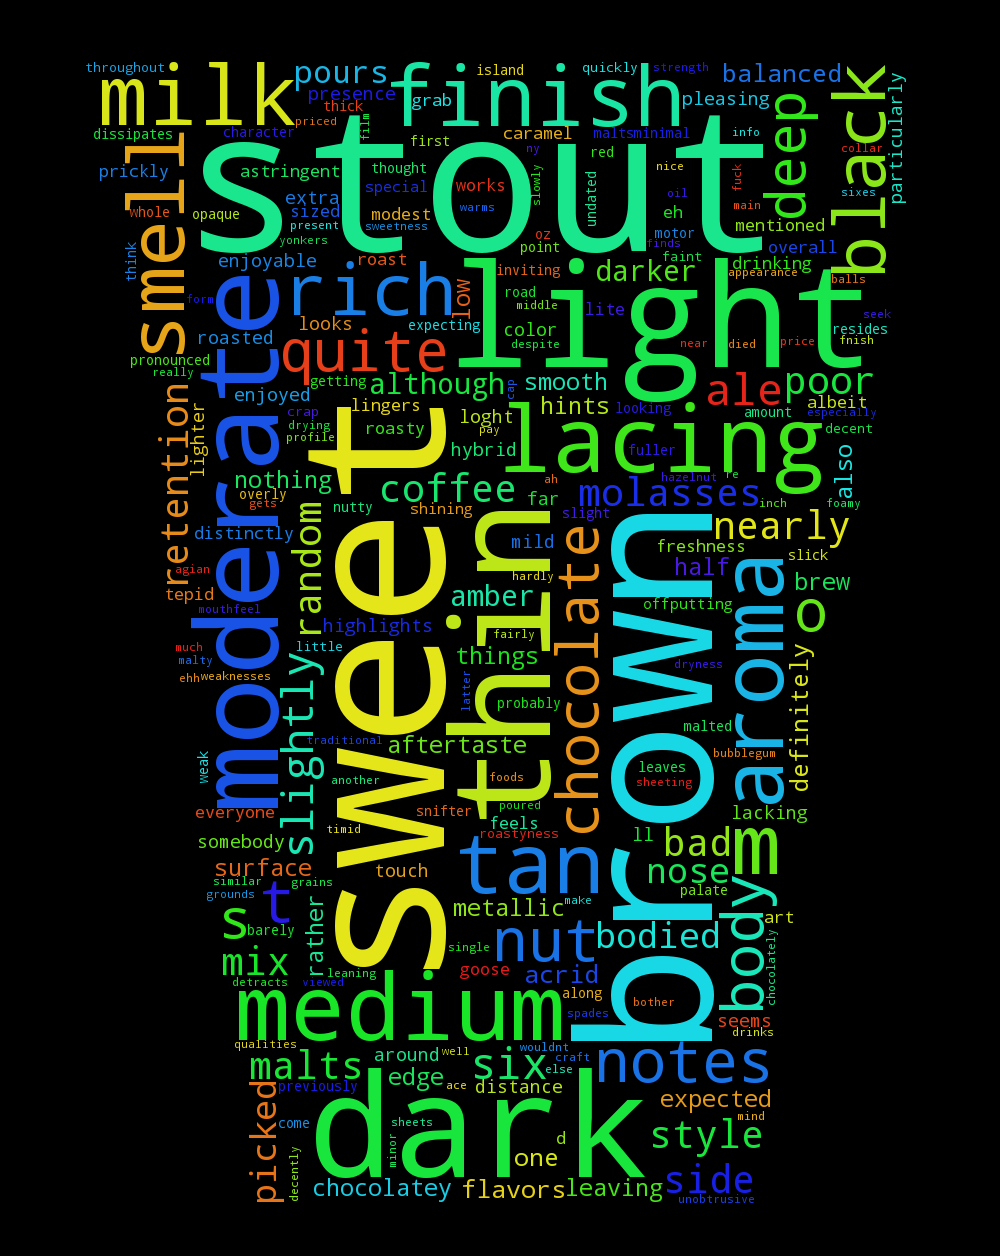 throughout
milk
pours
finish
island
quickly
strength
balanced
black
presence
grab
pleasing
thick
priced
film
deep
particularly
dissipates
smell
character
first
caramel
malts
minimal
info
red
ny
stout
collar
prickly
astringent
thought
special
works
slowly
undated
nice
fuck
sixes
whole
opaque
extra
sized
present
modest
warms
sweetness
oz
eh
oil
motor
main
mentioned
yonkers
point
finds
overall
think
enjoyable
roast
inviting
darker
faint
drinking
appearance
balls
form
moderate
rich
low
road
middle
lite
light
seek
looks
expecting
color
resides
fnish
roasted
quite
despite
near
died
price
pronounced
really
getting
although
cap
smooth
ale
poor
retention
enjoyed
lingers
hints
looking
albeit
lighter
crap
drying
profile
roasty
loght
pay
lacing
amount
especially
decent
hybrid
fuller
also
nothing
coffee
ah
hazelnut
re
overly
gets
nutty
far
molasses
inch
foamy
random
shining
slight
nearly
distinctly
sweet
thin
mild
chocolate
brown
freshness
slick
agian
hardly
half
aroma
tepid
amber
brew
mouthfeel
offputting
o
highlights
fairly
much
little
things
malty
slightly
dryness
definitely
ehh
weaknesses
latter
probably
malted
traditional
aftertaste
bubblegum
weak
another
foods
leaves
sheeting
everyone
snifter
poured
feels
lacking
timid
roastyness
ll
somebody
bad
m
surface
touch
tan
nose
similar
grains
palate
grounds
t
make
s
rather
metallic
body
art
barely
single
nut
bodied
chocolately
mix
leaning
goose
acrid
detracts
viewed
along
bother
medium
spades
seems
drinks
qualities
around
well
six
wouldnt
craft
else
notes
malts
edge
ace
distance
picked
previously
dark
expected
come
sheets
mind
minor
d
style
decently
one
chocolatey
flavors
leaving
side
unobtrusive